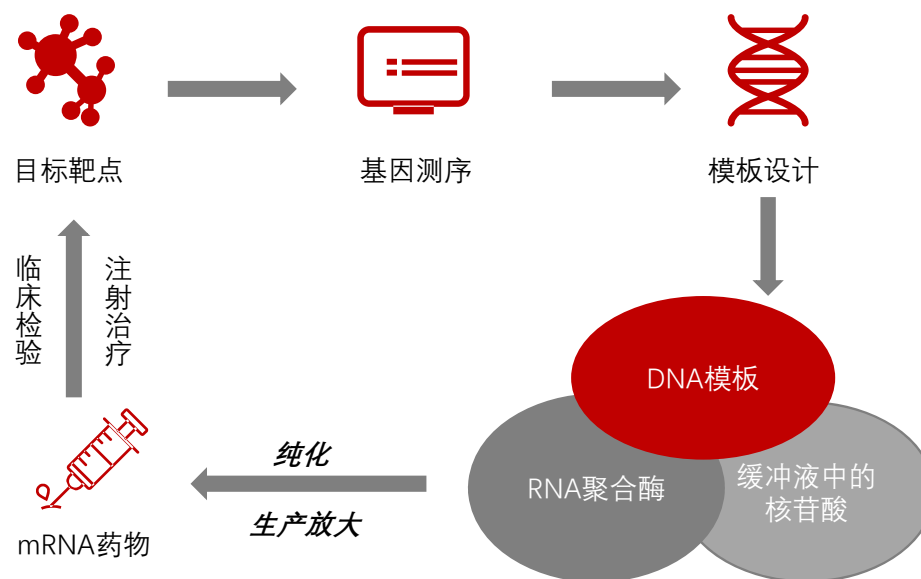 目标靶点
基因测序
模板设计
临床检验
注射治疗
DNA模板
RNA聚合酶
缓冲液中的
核苷酸
纯化
生产放大
mRNA药物